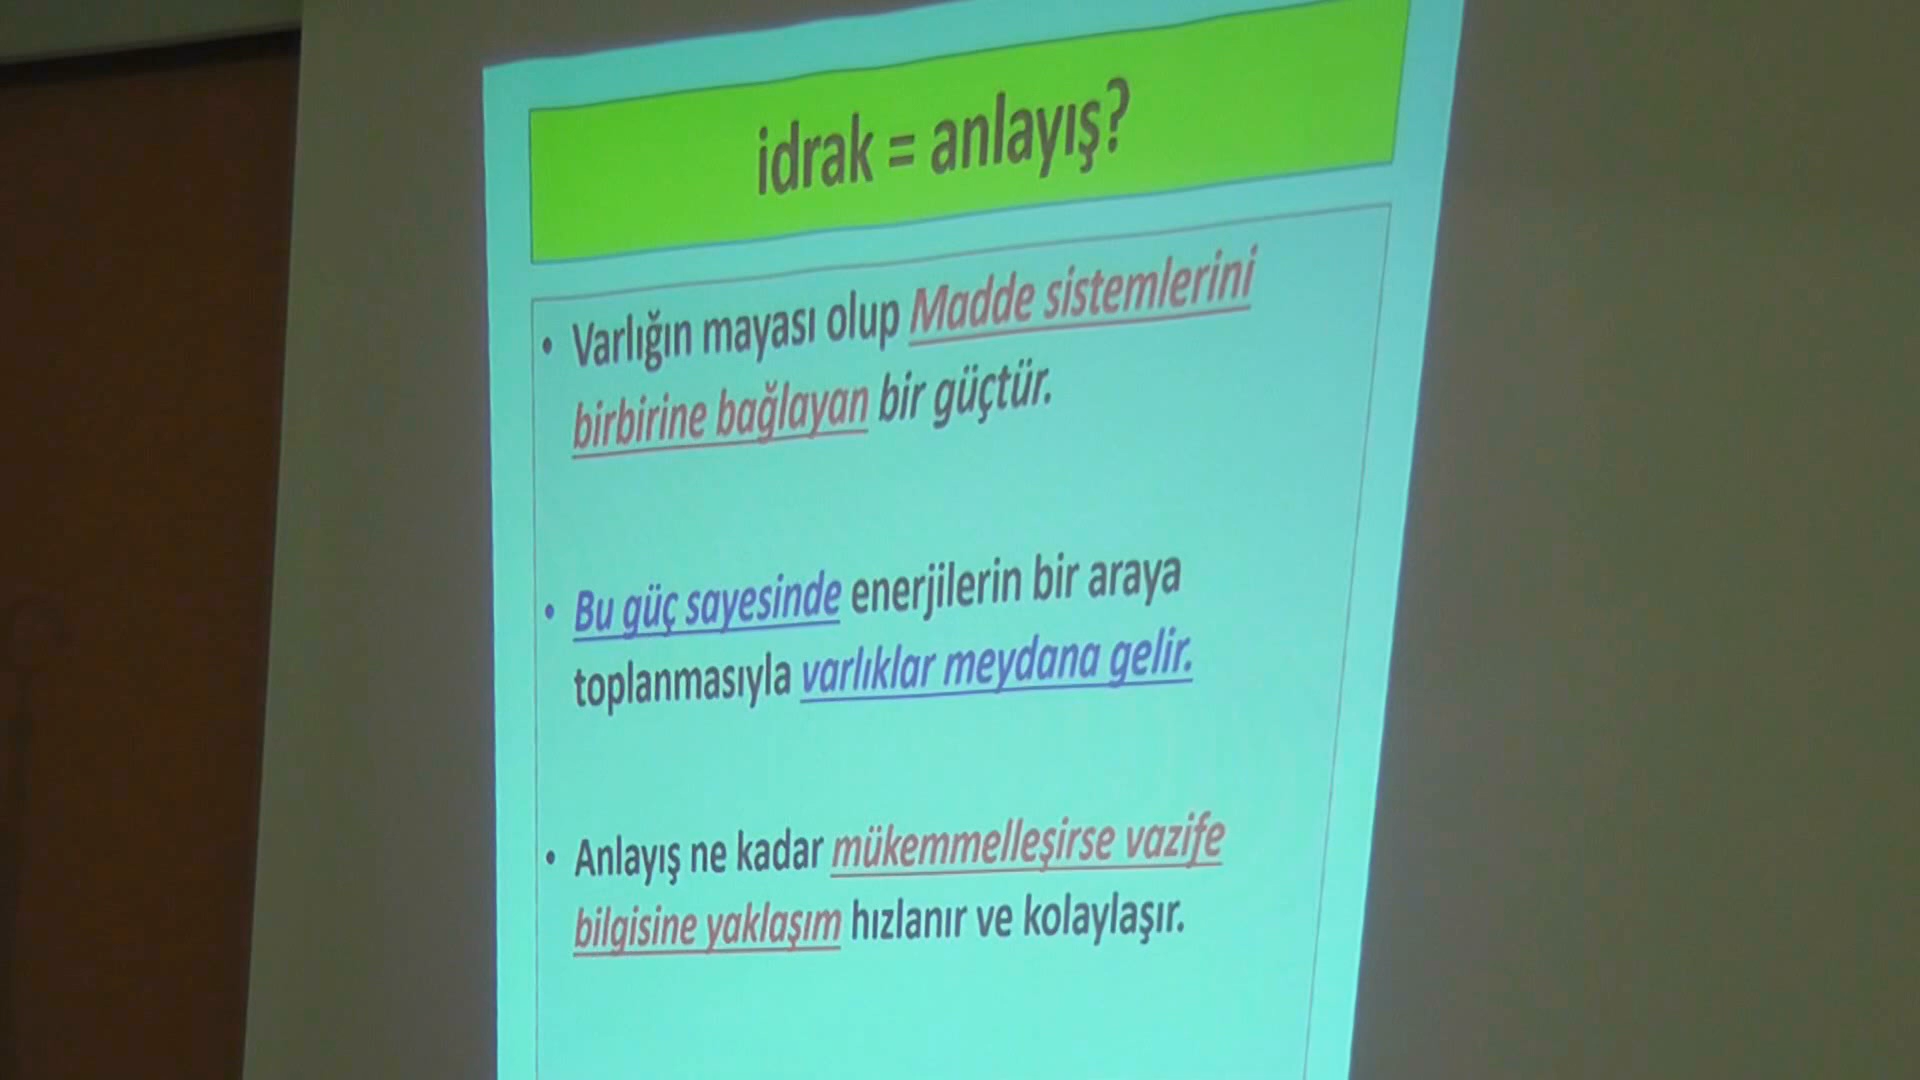 idrak = anlayış?
• Varlığın mayası olup Madde sistemlerini
birbirine bağlayan bir güçtür.
• Bu güç sayesinde enerjilerin bir araya
toplanmasıyla varlıklar meydana gelir.
• Anlayış ne kadar mükemmelleşirse vazife
bilgisine yaklaşım hızlanır ve kolaylaşır.